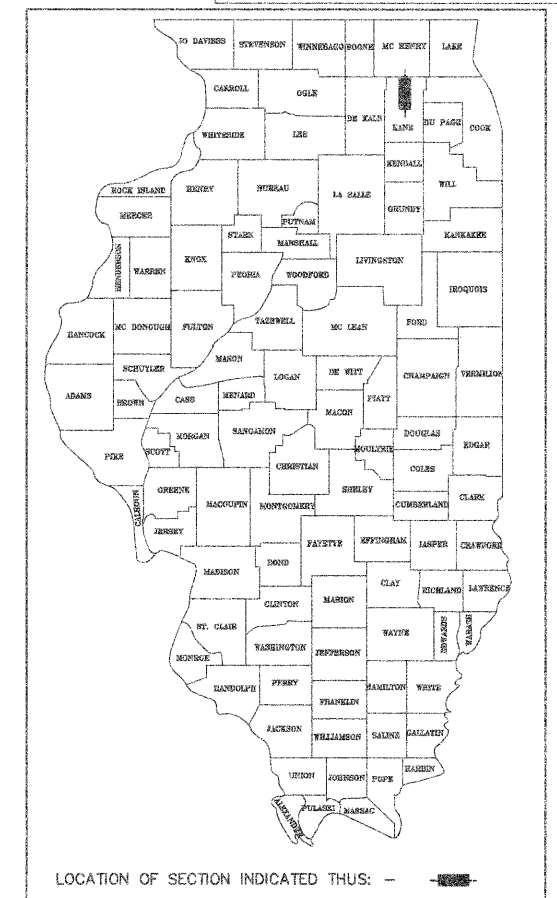 JO DAVIESS STEVENSON WINNEBAGO BOONE MC HENRY LAKE
CARROLL OGLE DE KALB KANE DU PAGE COOK
WHITESIDE LEE
KENDALL WILL
ROCK ISLAND HENRY BUREAU LA SALLE GRUNDY
MERCER PUTNAM KANKAKEE
HENDERSON WARREN KNOX STARK MARSHALL
PEORIA WOODFORD LIVINGSTON IROQUOIS
HANCOCK MC DONOUGH FULTON TAZEWELL MC LEAN FORD
SCHUYLER MASON LOGAN DE WITT CHAMPAIGN VERMILION
ADAMS BROWN CASS MENARD MACON PIATT
PIKE SCOTT MORGAN SANGAMON CHRISTIAN MOULTRIE DOUGLAS EDGAR
COLES
CALHOUN GREENE MACOUPIN MONTGOMERY SHELBY CUMBERLAND CLARK
JERSEY FAYETTE EFFINGHAM JASPER CRAWFORD
MADISON BOND CLAY RICHLAND LAWRENCE
MARION
CLINTON WAYNE EDWARDS WABASH
ST. CLAIR WASHINGTON JEFFERSON
MONROE
RANDOLPH PERRY HAMILTON WHITE
FRANKLIN
JACKSON WILLIAMSON SALINE GALLATIN
UNION JOHNSON POPE HARDIN
ALEXANDER PULASKI MASSAC
LOCATION OF SECTION INDICATED THUS: -